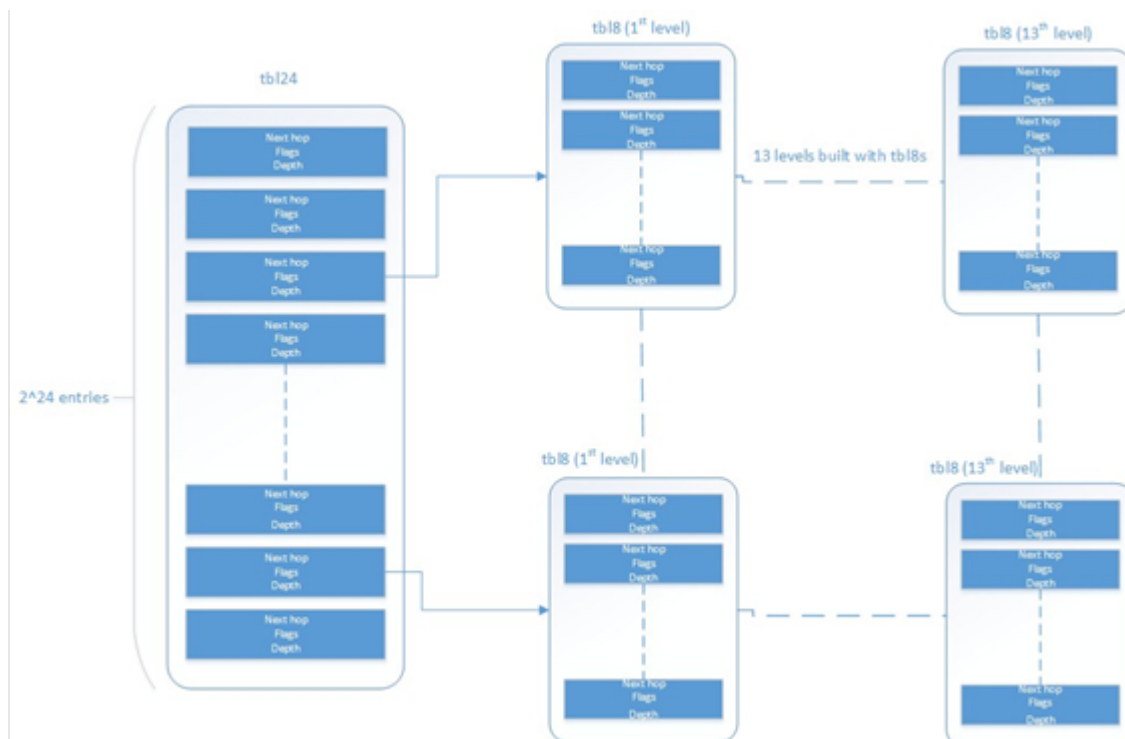 tbl24
Next hop
Flags
Depth
Next hop
Flags
Depth
Next hop
Flags
Depth
Next hop
Flags
Depth
2^24 entries
Next hop
Flags
Depth
Next hop
Flags
Depth
Next hop
Flags
Depth
tbl8 (1st level)
Next hop
Flags
Depth
Next hop
Flags
Depth
Next hop
Flags
Depth
13 levels built with tbl8s
tbl8 (13th level)
Next hop
Flags
Depth
Next hop
Flags
Depth
Next hop
Flags
Depth
tbl8 (1st level)
Next hop
Flags
Depth
Next hop
Flags
Depth
Next hop
Flags
Depth
tbl8 (13th level)
Next hop
Flags
Depth
Next hop
Flags
Depth
Next hop
Flags
Depth